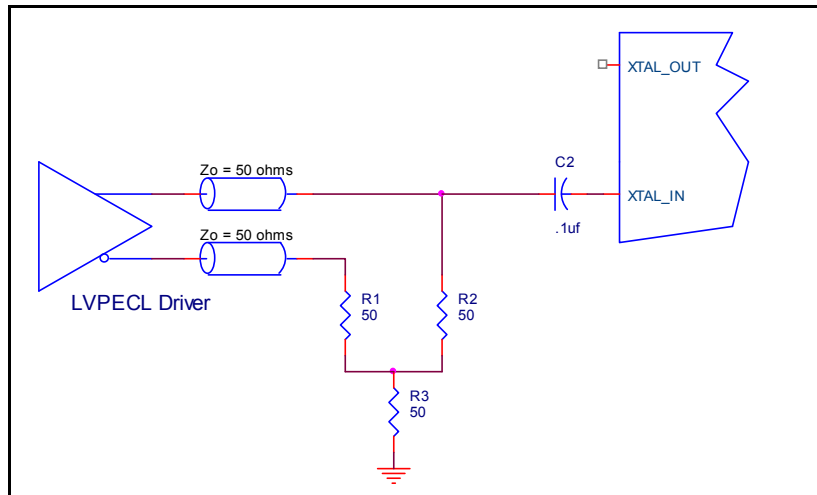 XTAL_OUT
Zo = 50 ohms
C2
XTAL_IN
.1uf
Zo = 50 ohms
LVPECL Driver
R1
50
R2
50
R3
50